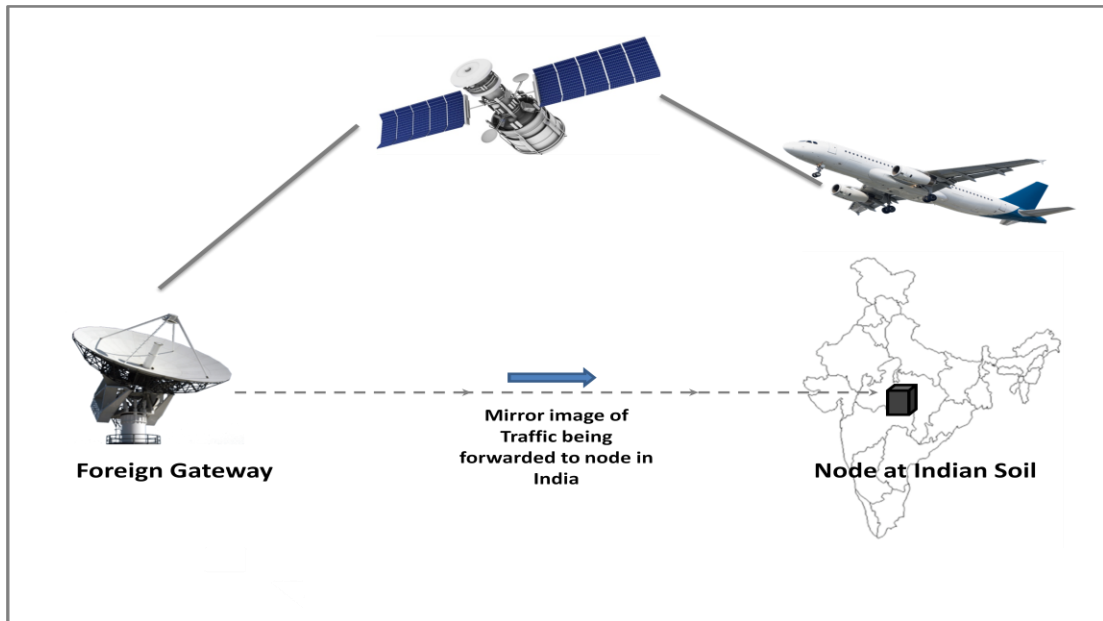 Mirror image of
Traffic being
forwarded to node in
India
Foreign Gateway
Node at Indian Soil